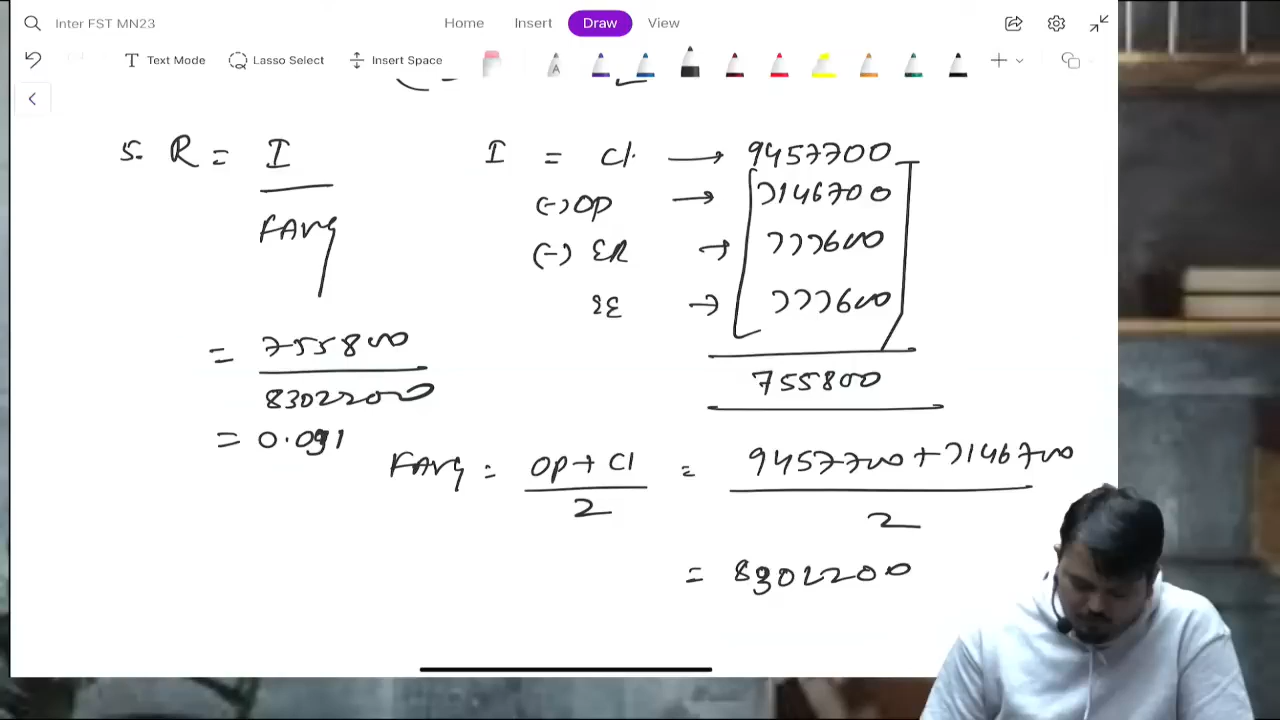 Inter FST MN23
Home Insert Draw View
T Text Mode Lasso Select Insert Space
5. R = I I = Cl. → 9457700
FAvg (-) OP → 7146700
(-) ER → 777600
EE → 777600
= 755800 755800
8302200
= 0.091
FAvg = OP + Cl = 9457700 + 7146700
2 2
= 8302200